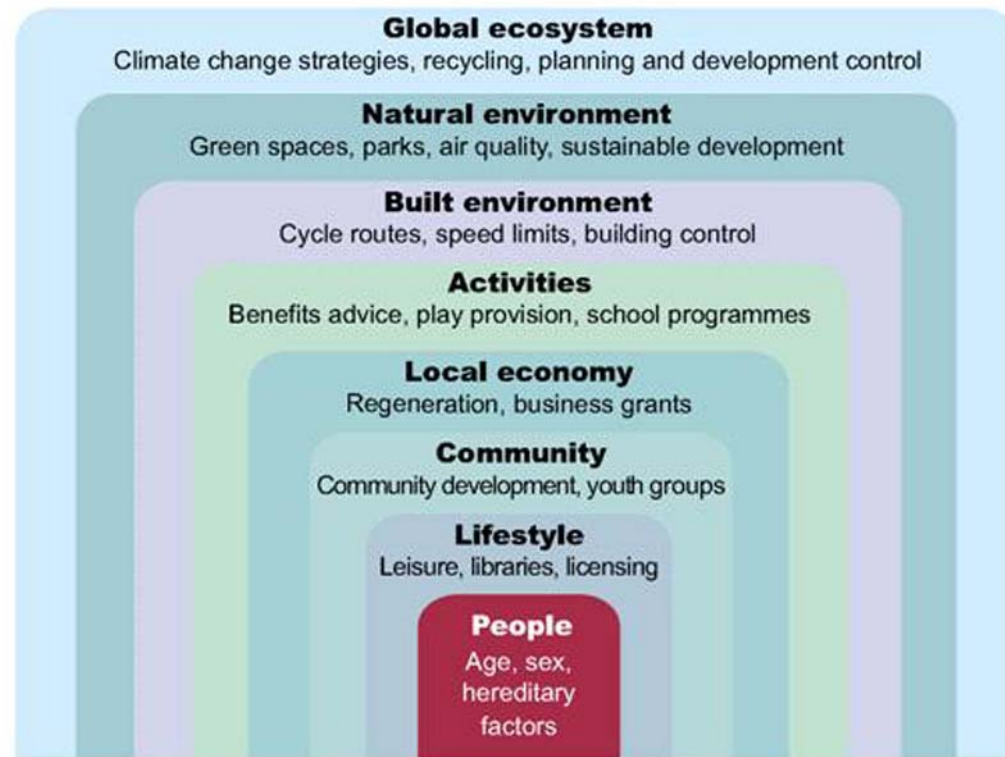 Global ecosystem
Climate change strategies, recycling, planning and development control
Natural environment
Green spaces, parks, air quality, sustainable development
Built environment
Cycle routes, speed limits, building control
Activities
Benefits advice, play provision, school programmes
Local economy
Regeneration, business grants
Community
Community development, youth groups
Lifestyle
Leisure, libraries, licensing
People
Age, sex,
hereditary
factors